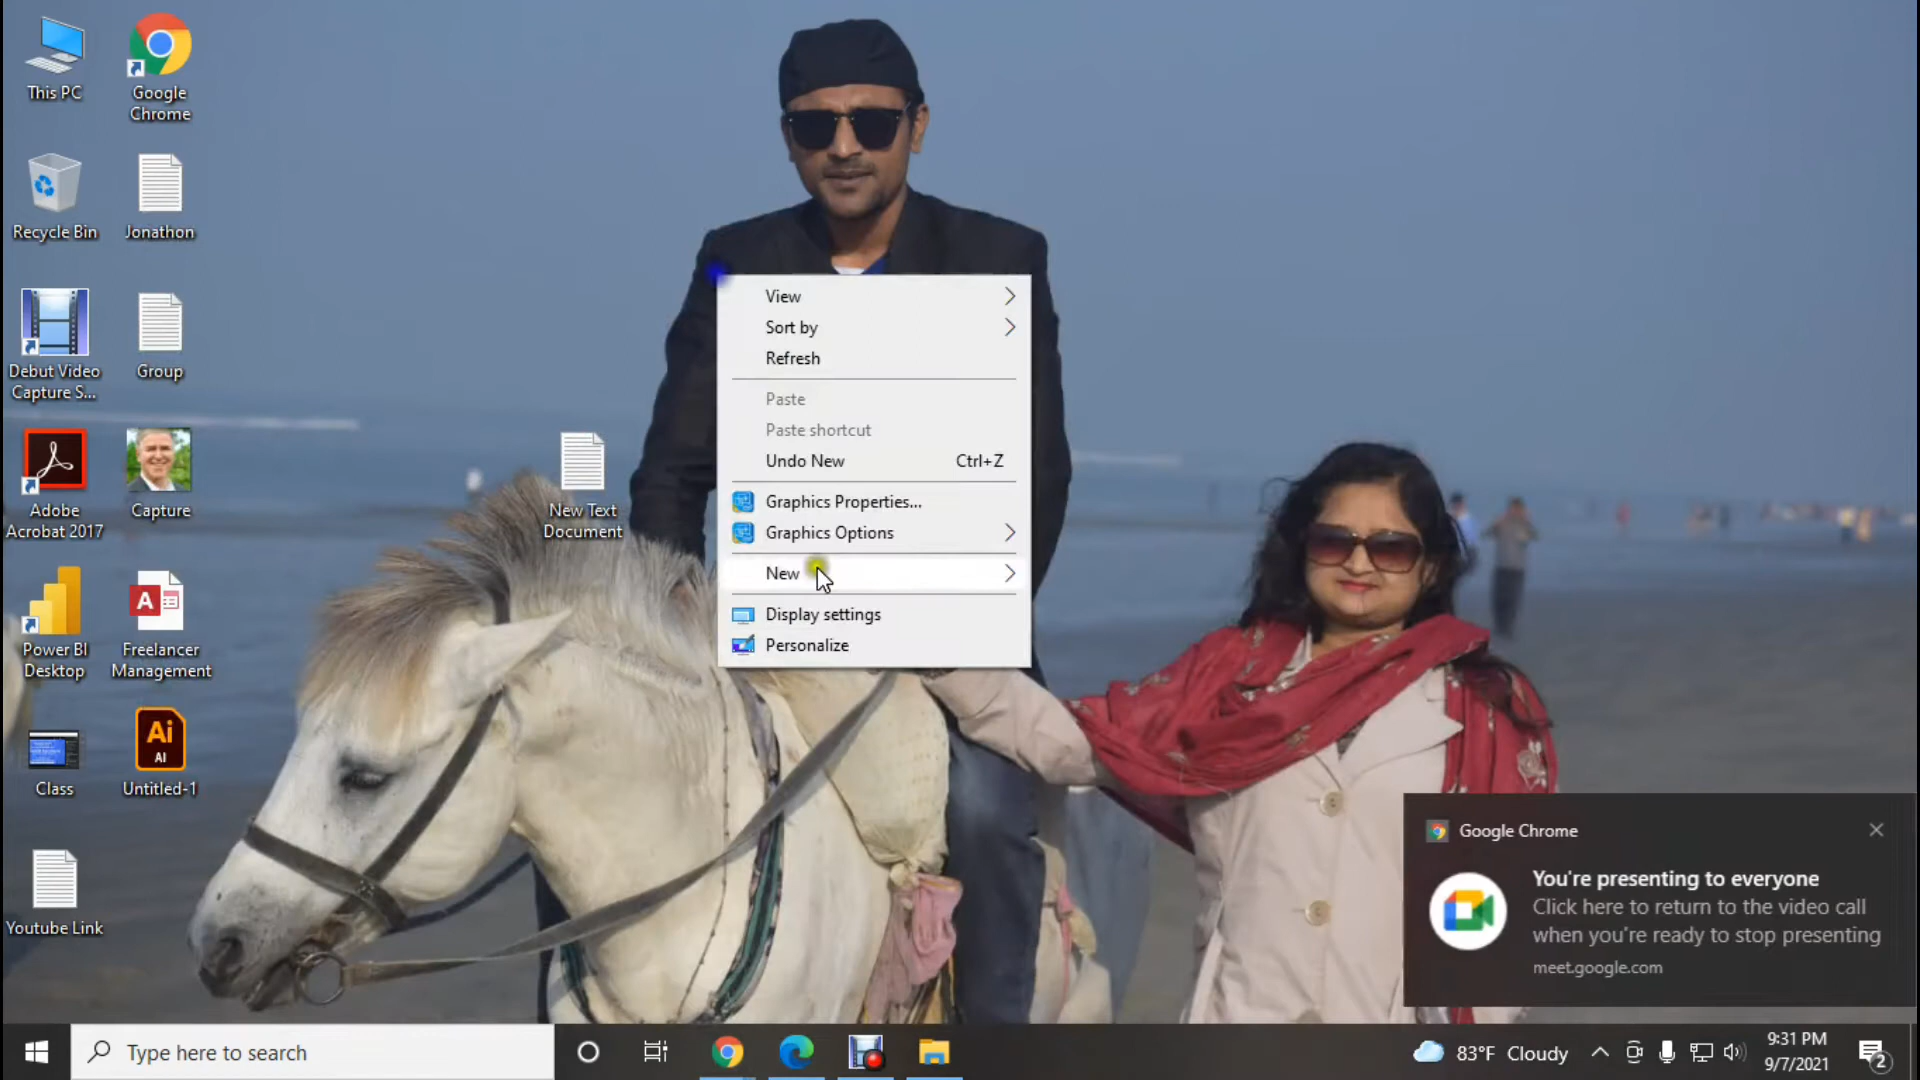 This PC
Google
Chrome
Recycle Bin
Jonathon
Debut Video
Capture S...
Group
Adobe
Acrobat 2017
Capture
New Text
Document
Power BI
Desktop
Freelancer
Management
Class
Ai
AI
Untitled-1
Youtube Link
View
Sort by
Refresh
Paste
Paste shortcut
Undo New Ctrl+Z
Graphics Properties...
Graphics Options
New
Display settings
Personalize
Google Chrome
You're presenting to everyone
Click here to return to the video call
when you're ready to stop presenting
meet.google.com
Type here to search
83°F Cloudy
9:31 PM
9/7/2021
2